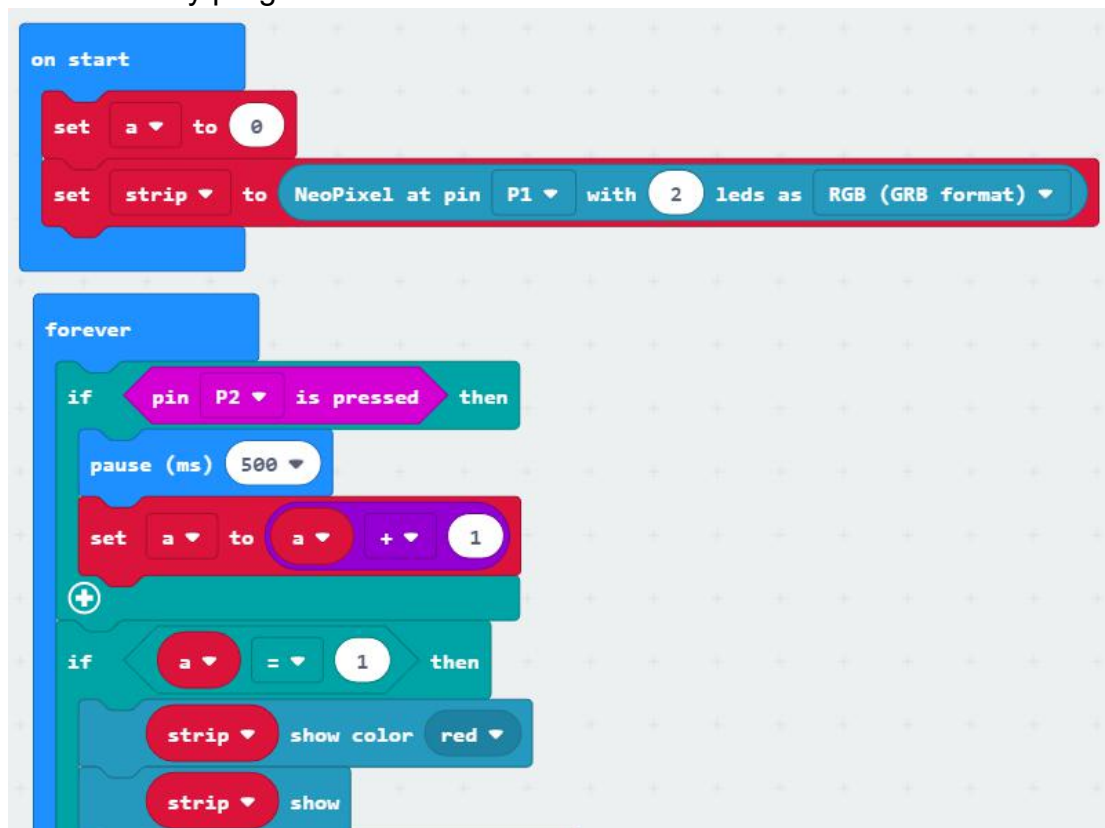 on start
set a to 0
set strip to NeoPixel at pin P1 with 2 leds as RGB (GRB format)
forever
if pin P2 is pressed then
pause (ms) 500
set a to a + 1
if a = 1 then
strip show color red
strip show